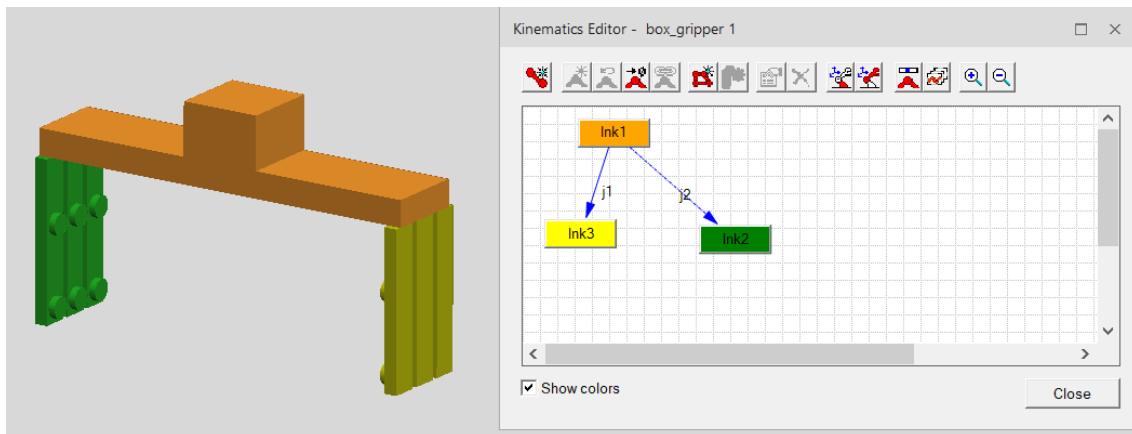 Kinematics Editor - box_gripper 1
lnk1
j1
j2
lnk3
lnk2
Show colors
Close